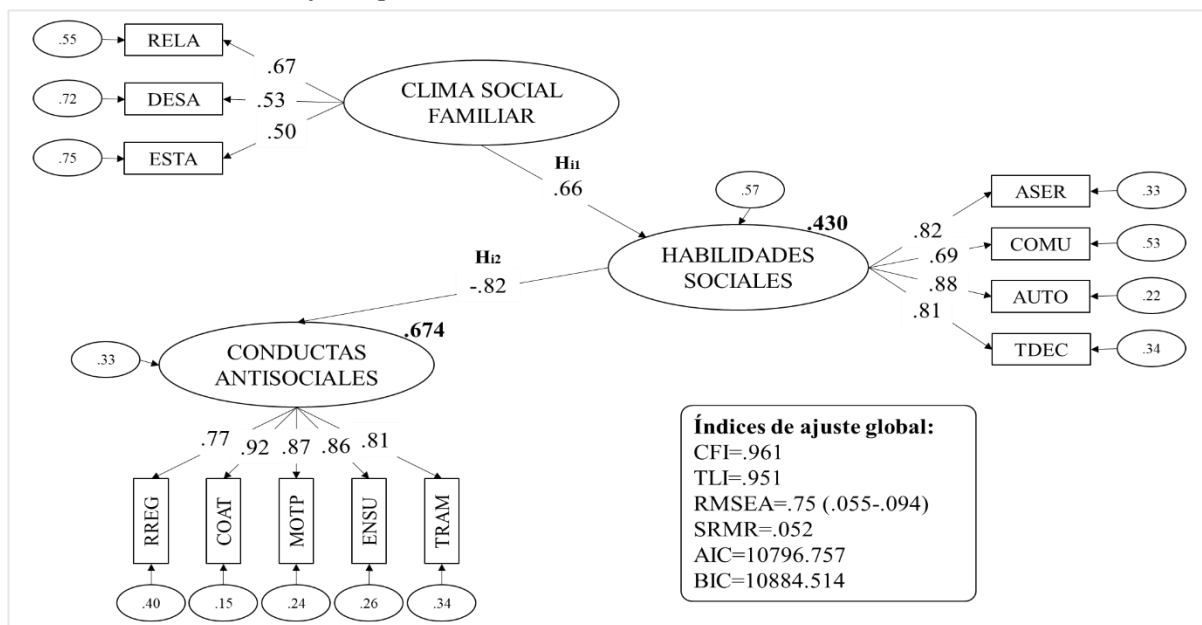 .55
RELA
.67
.72
DESA
.53
.75
ESTA
.50
CLIMA SOCIAL
FAMILIAR
Hi1
.66
.57
.430
HABILIDADES
SOCIALES
.82
ASER
.33
.69
COMU
.53
.88
AUTO
.22
.81
TDEC
.34
Hi2
-.82
.674
.33
CONDUCTAS
ANTISOCIALES
.77 .92 .87 .86 .81
RREG
COAT
MOTP
ENSU
TRAM
.40 .15 .24 .26 .34
Índices de ajuste global:
CFI=.961
TLI=.951
RMSEA=.75 (.055-.094)
SRMR=.052
AIC=10796.757
BIC=10884.514